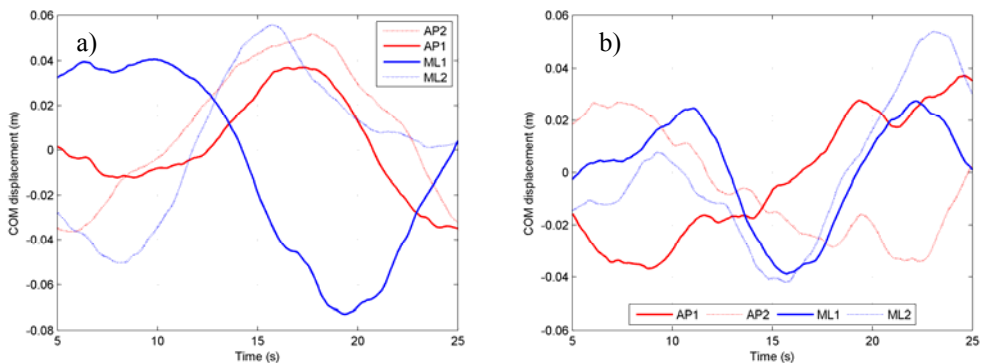 a)
AP2
AP1
ML1
ML2
COM displacement (m)
0.06
0.04
0.02
0
-0.02
-0.04
-0.06
-0.08
5
10
15
20
25
Time (s)
b)
COM displacement (m)
0.06
0.04
0.02
0
-0.02
-0.04
-0.06
AP1 AP2 ML1 ML2
5
10
15
20
25
Time (s)